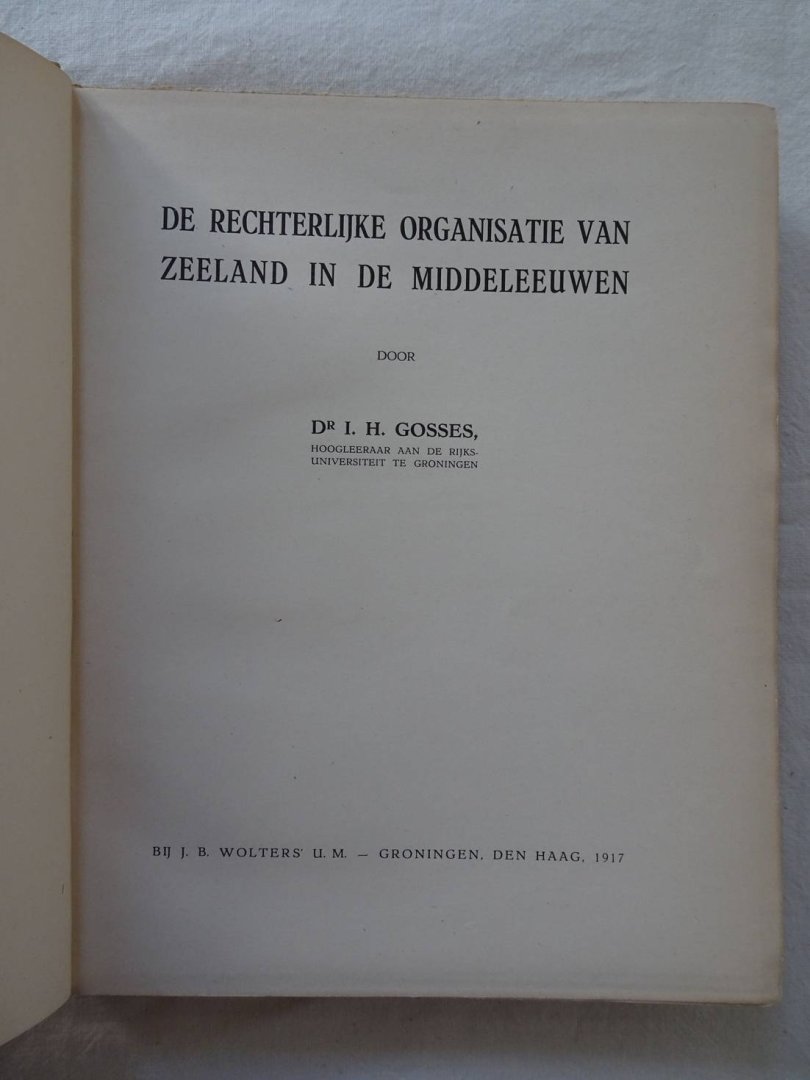 DE RECHTERLIJKE ORGANISATIE VAN
ZEELAND IN DE MIDDELEEUWEN
DOOR
DR I. H. GOSSES,
HOOGLEERAAR AAN DE RIJKS-
UNIVERSITEIT TE GRONINGEN
BIJ J. B. WOLTERS' U. M. — GRONINGEN, DEN HAAG, 1917